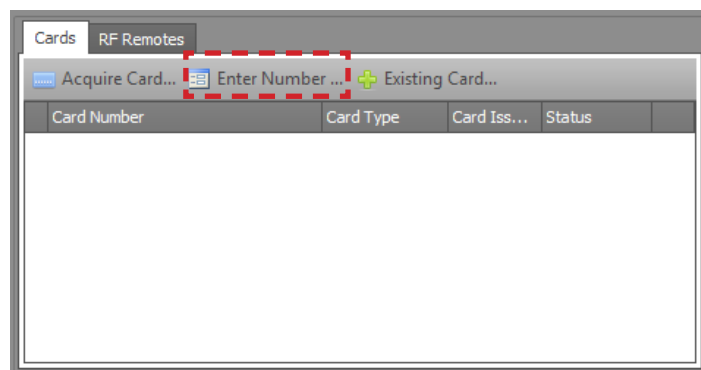 Cards RF Remotes
Acquire Card... Enter Number ... Existing Card...
Card Number Card Type Card Iss... Status